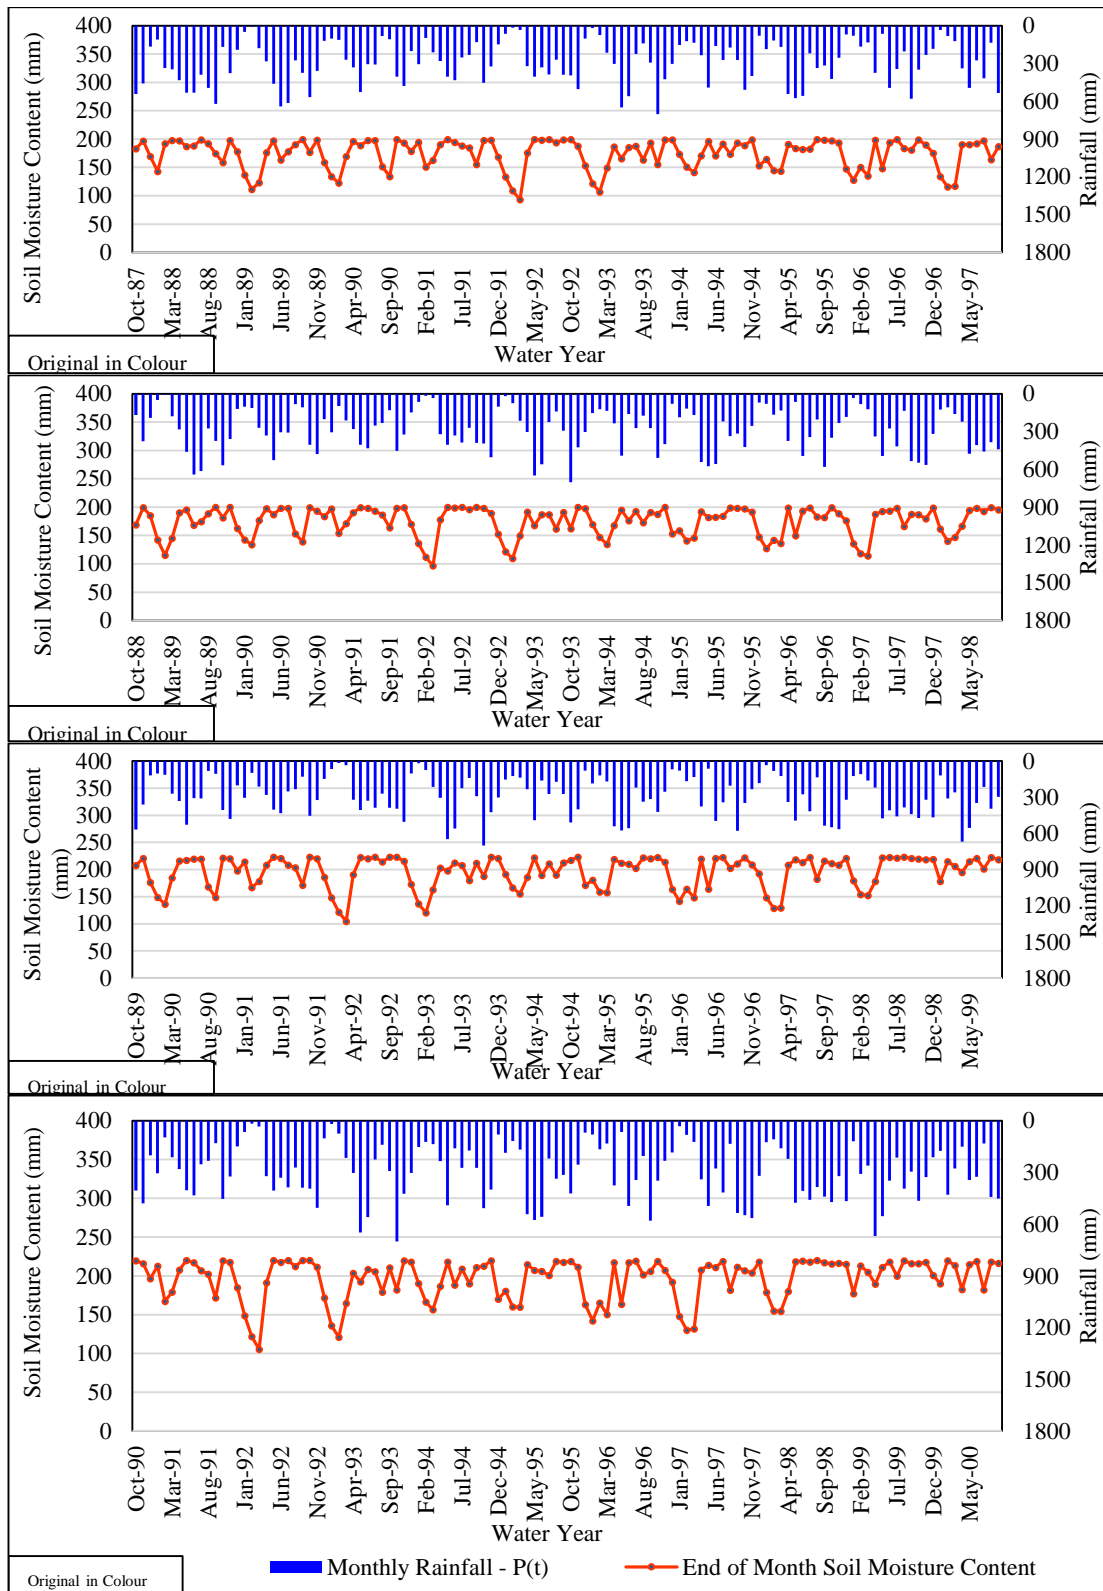 Soil Moisture Content (mm)
400
350
300
250
200
150
100
50
0
0
300
600
900
1200
1500
1800
Rainfall (mm)
Oct-87
Mar-88
Aug-88
Jan-89
Jun-89
Nov-89
Apr-90
Sep-90
Feb-91
Jul-91
Dec-91
May-92
Oct-92
Mar-93
Aug-93
Jan-94
Jun-94
Nov-94
Apr-95
Sep-95
Feb-96
Jul-96
Dec-96
May-97
Water Year
Original in Colour
Soil Moisture Content (mm)
400
350
300
250
200
150
100
50
0
0
300
600
900
1200
1500
1800
Rainfall (mm)
Oct-88
Mar-89
Aug-89
Jan-90
Jun-90
Nov-90
Apr-91
Sep-91
Feb-92
Jul-92
Dec-92
May-93
Oct-93
Mar-94
Aug-94
Jan-95
Jun-95
Nov-95
Apr-96
Sep-96
Feb-97
Jul-97
Dec-97
May-98
Water Year
Original in Colour
Soil Moisture Content
(mm)
400
350
300
250
200
150
100
50
0
0
300
600
900
1200
1500
1800
Rainfall (mm)
Oct-89
Mar-90
Aug-90
Jan-91
Jun-91
Nov-91
Apr-92
Sep-92
Feb-93
Jul-93
Dec-93
May-94
Oct-94
Mar-95
Aug-95
Jan-96
Jun-96
Nov-96
Apr-97
Sep-97
Feb-98
Jul-98
Dec-98
May-99
Water Year
Original in Colour
Soil Moisture Content (mm)
400
350
300
250
200
150
100
50
0
0
300
600
900
1200
1500
1800
Rainfall (mm)
Oct-90
Mar-91
Aug-91
Jan-92
Jun-92
Nov-92
Apr-93
Sep-93
Feb-94
Jul-94
Dec-94
May-95
Oct-95
Mar-96
Aug-96
Jan-97
Jun-97
Nov-97
Apr-98
Sep-98
Feb-99
Jul-99
Dec-99
May-00
Water Year
Monthly Rainfall - P(t)
End of Month Soil Moisture Content
Original in Colour